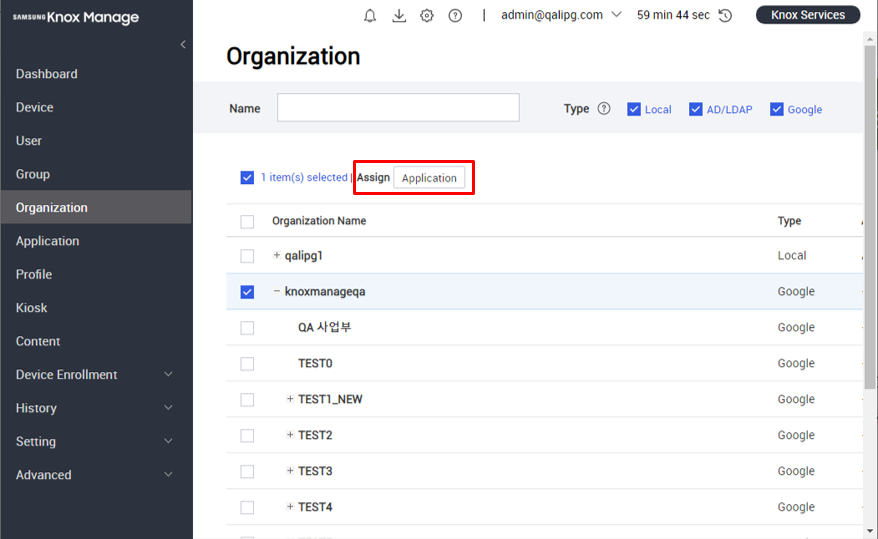 SAMSUNG Knox Manage
admin@qalipg.com
59 min 44 sec
Knox Services
Dashboard
Device
User
Group
Organization
Application
Profile
Kiosk
Content
Device Enrollment
History
Setting
Advanced
Organization
Name
Type ? Local AD/LDAP Google
1 item(s) selected | Assign Application
Organization Name Type
+ qalipg1 Local
− knoxmanageqa Google
QA 사업부 Google
TEST0 Google
+ TEST1_NEW Google
+ TEST2 Google
+ TEST3 Google
+ TEST4 Google